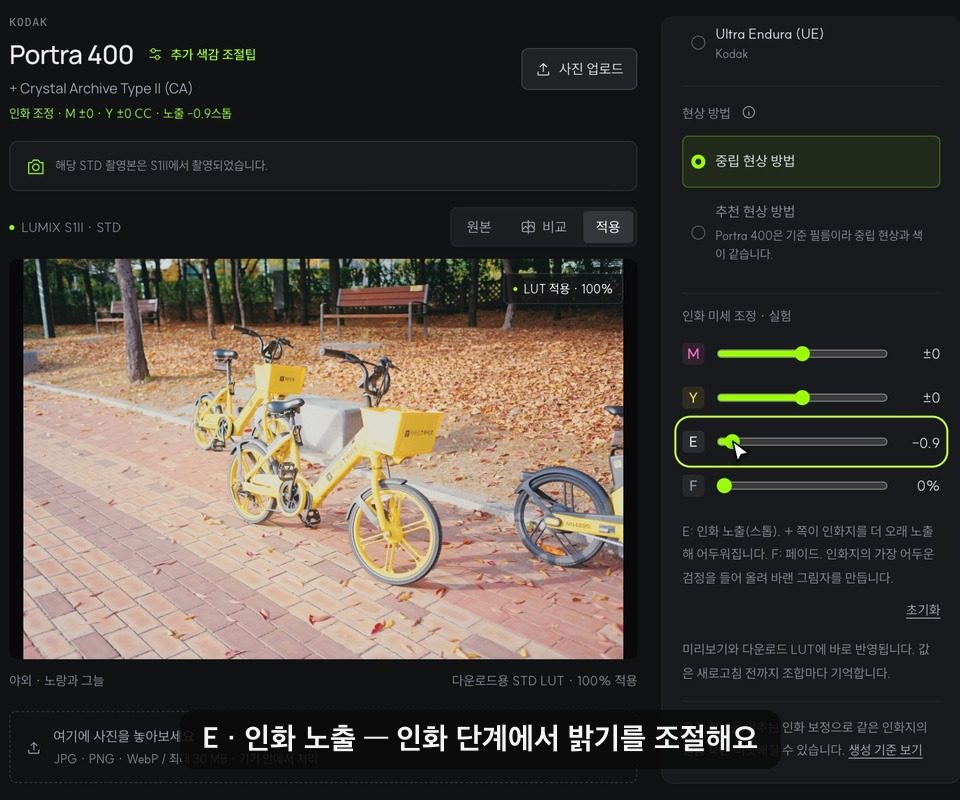 KODAK
Portra 400 추가 색감 조절팁
+ Crystal Archive Type II (CA)
인화 조정 · M ±0 · Y ±0 CC · 노출 −0.9스톱
사진 업로드
해당 STD 촬영본은 S1II에서 촬영되었습니다.
LUMIX S1II · STD
원본 비교 적용
LUT 적용 · 100%
야외 · 노랑과 그늘
다운로드용 STD LUT · 100% 적용
여기에 사진을 놓아보세요
JPG · PNG · WebP / 최대 30 MB · 기기 안에서 처리
Ultra Endura (UE)
Kodak
현상 방법
중립 현상 방법
추천 현상 방법
Portra 400은 기준 필름이라 중립 현상과 색
이 같습니다.
인화 미세 조정 · 실험
M ±0
Y ±0
E −0.9
F 0%
E: 인화 노출(스톱). + 쪽이 인화지를 더 오래 노출
해 어두워집니다. F: 페이드. 인화지의 가장 어두운
검정을 들어 올려 바랜 그림자를 만듭니다.
초기화
미리보기와 다운로드 LUT에 바로 반영됩니다. 값
은 새로고침 전까지 조합마다 기억합니다.
인화 보정으로 같은 인화지의
수 있습니다. 생성 기준 보기
E · 인화 노출 — 인화 단계에서 밝기를 조절해요